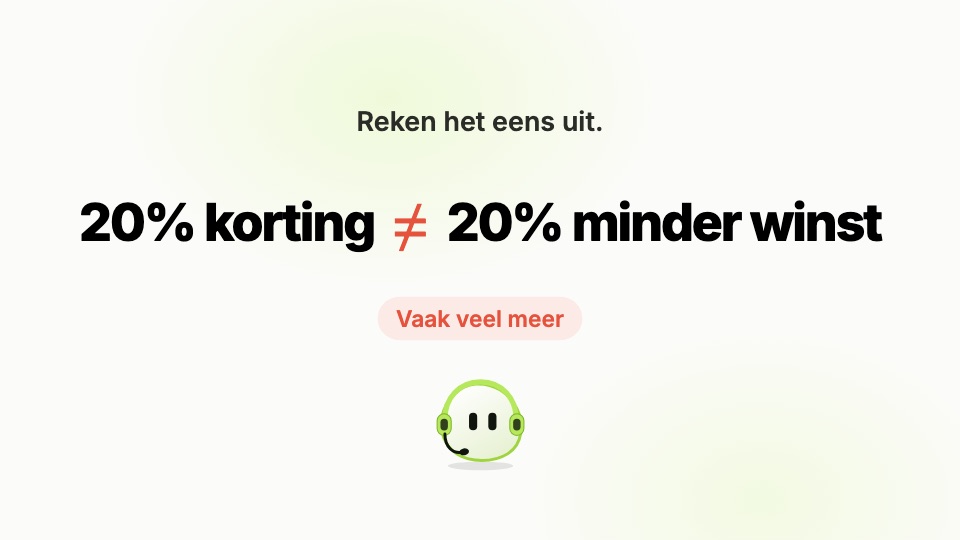 Reken het eens uit.
20% korting ≠ 20% minder winst
Vaak veel meer